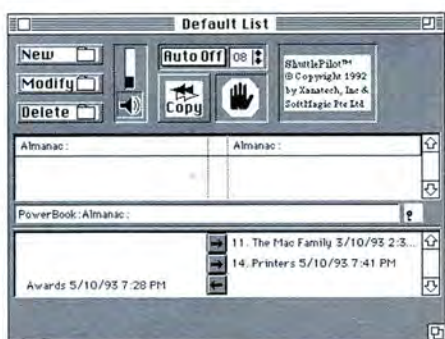 Default List
New
Modify
Delete
Auto Off 08
Copy
ShuttlePilot™
© Copyright 1992
by Xanatech, Inc &
SoftMagic Pte Ltd
Almanac: Almanac:
PowerBook:Almanac:
11. The Mac Family 3/10/93 2:3...
14. Printers 5/10/93 7:41 PM
Awards 5/10/93 7:28 PM